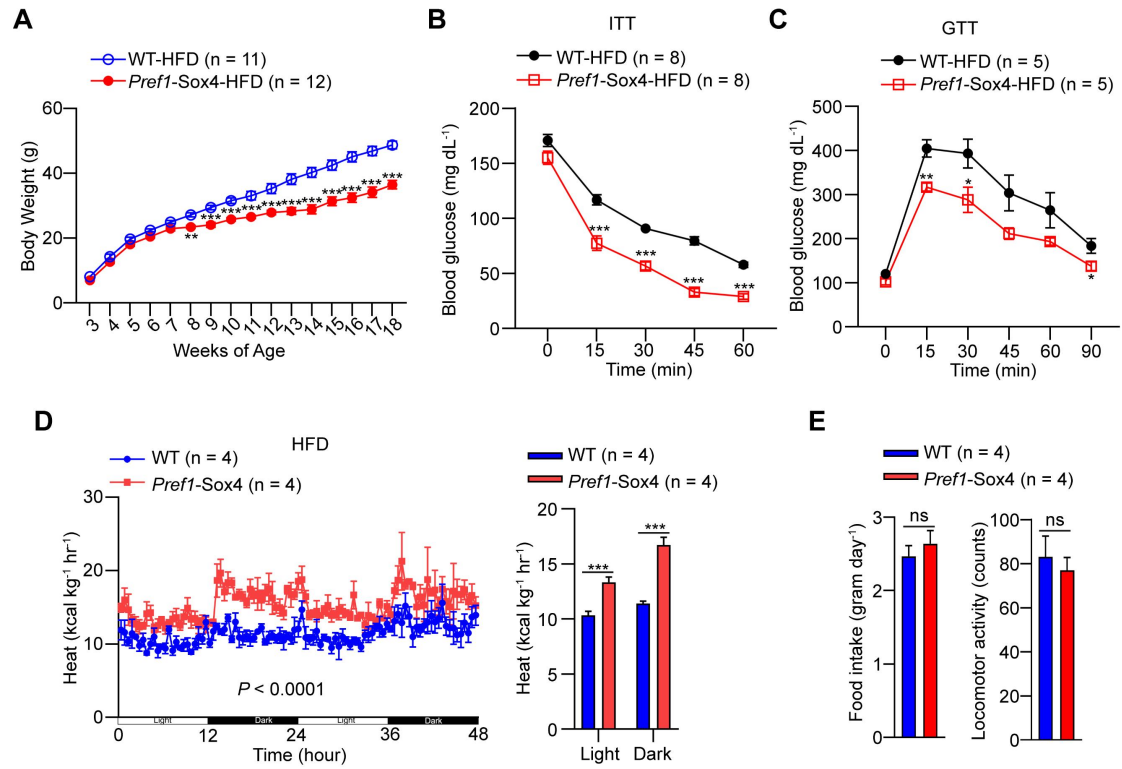 A
WT-HFD (n = 11)
Pref1-Sox4-HFD (n = 12)
Body Weight (g)
60
40
20
0
*** *** *** *** *** *** *** *** *** ***
**
3 4 5 6 7 8 9 10 11 12 13 14 15 16 17 18
Weeks of Age
B
ITT
WT-HFD (n = 8)
Pref1-Sox4-HFD (n = 8)
Blood glucose (mg dL⁻¹)
200
150
100
50
0
*** *** *** ***
0 15 30 45 60
Time (min)
C
GTT
WT-HFD (n = 5)
Pref1-Sox4-HFD (n = 5)
Blood glucose (mg dL⁻¹)
500
400
300
200
100
0
** * *
0 15 30 45 60 90
Time (min)
D
HFD
WT (n = 4)
Pref1-Sox4 (n = 4)
Heat (kcal kg⁻¹ hr⁻¹)
30
20
10
0
P < 0.0001
Light Dark Light Dark
0 12 24 36 48
Time (hour)
WT (n = 4)
Pref1-Sox4 (n = 4)
Heat (kcal kg⁻¹ hr⁻¹)
20
15
10
5
0
*** ***
Light Dark
E
WT (n = 4)
Pref1-Sox4 (n = 4)
Food intake (gram day⁻¹)
3
2
1
0
ns
Locomotor activity (counts)
100
80
60
40
20
0
ns